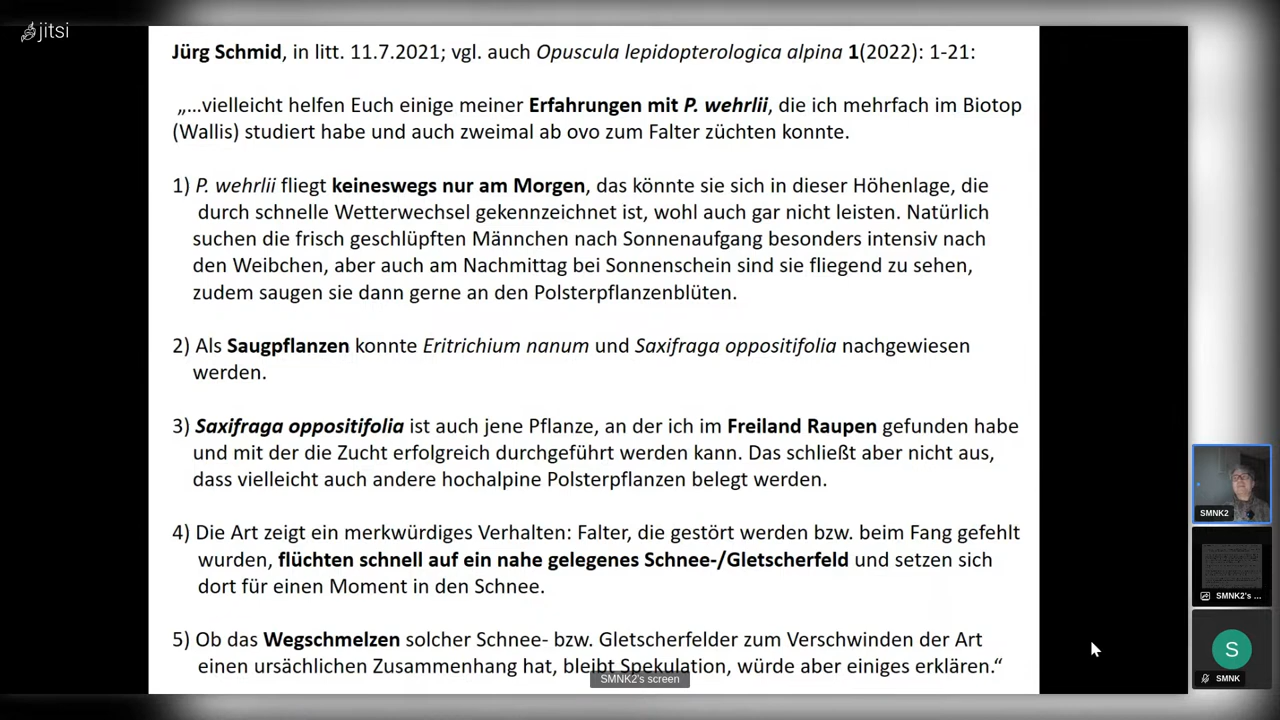 jitsi
Jürg Schmid, in litt. 11.7.2021; vgl. auch Opuscula lepidopterologica alpina 1(2022): 1-21:
„...vielleicht helfen Euch einige meiner Erfahrungen mit P. wehrlii, die ich mehrfach im Biotop
(Wallis) studiert habe und auch zweimal ab ovo zum Falter züchten konnte.
1) P. wehrlii fliegt keineswegs nur am Morgen, das könnte sie sich in dieser Höhenlage, die
durch schnelle Wetterwechsel gekennzeichnet ist, wohl auch gar nicht leisten. Natürlich
suchen die frisch geschlüpften Männchen nach Sonnenaufgang besonders intensiv nach
den Weibchen, aber auch am Nachmittag bei Sonnenschein sind sie fliegend zu sehen,
zudem saugen sie dann gerne an den Polsterpflanzenblüten.
2) Als Saugpflanzen konnte Eritrichium nanum und Saxifraga oppositifolia nachgewiesen
werden.
3) Saxifraga oppositifolia ist auch jene Pflanze, an der ich im Freiland Raupen gefunden habe
und mit der die Zucht erfolgreich durchgeführt werden kann. Das schließt aber nicht aus,
dass vielleicht auch andere hochalpine Polsterpflanzen belegt werden.
4) Die Art zeigt ein merkwürdiges Verhalten: Falter, die gestört werden bzw. beim Fang gefehlt
wurden, flüchten schnell auf ein nahe gelegenes Schnee-/Gletscherfeld und setzen sich
dort für einen Moment in den Schnee.
5) Ob das Wegschmelzen solcher Schnee- bzw. Gletscherfelder zum Verschwinden der Art
einen ursächlichen Zusammenhang hat, bleibt Spekulation, würde aber einiges erklären.“
SMNK2's screen
SMNK2
SMNK2's ...
S
SMNK